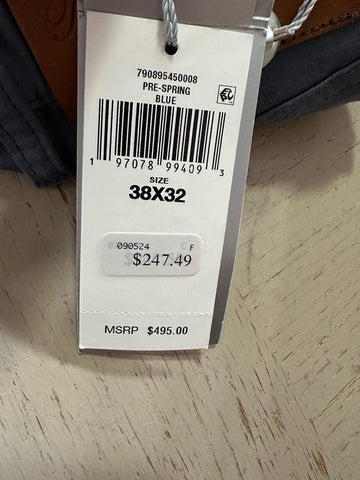 790895450008
PRE-SPRING
BLUE
1 97078 99409 3
SIZE
38X32
090524 F
$247.49
MSRP $495.00